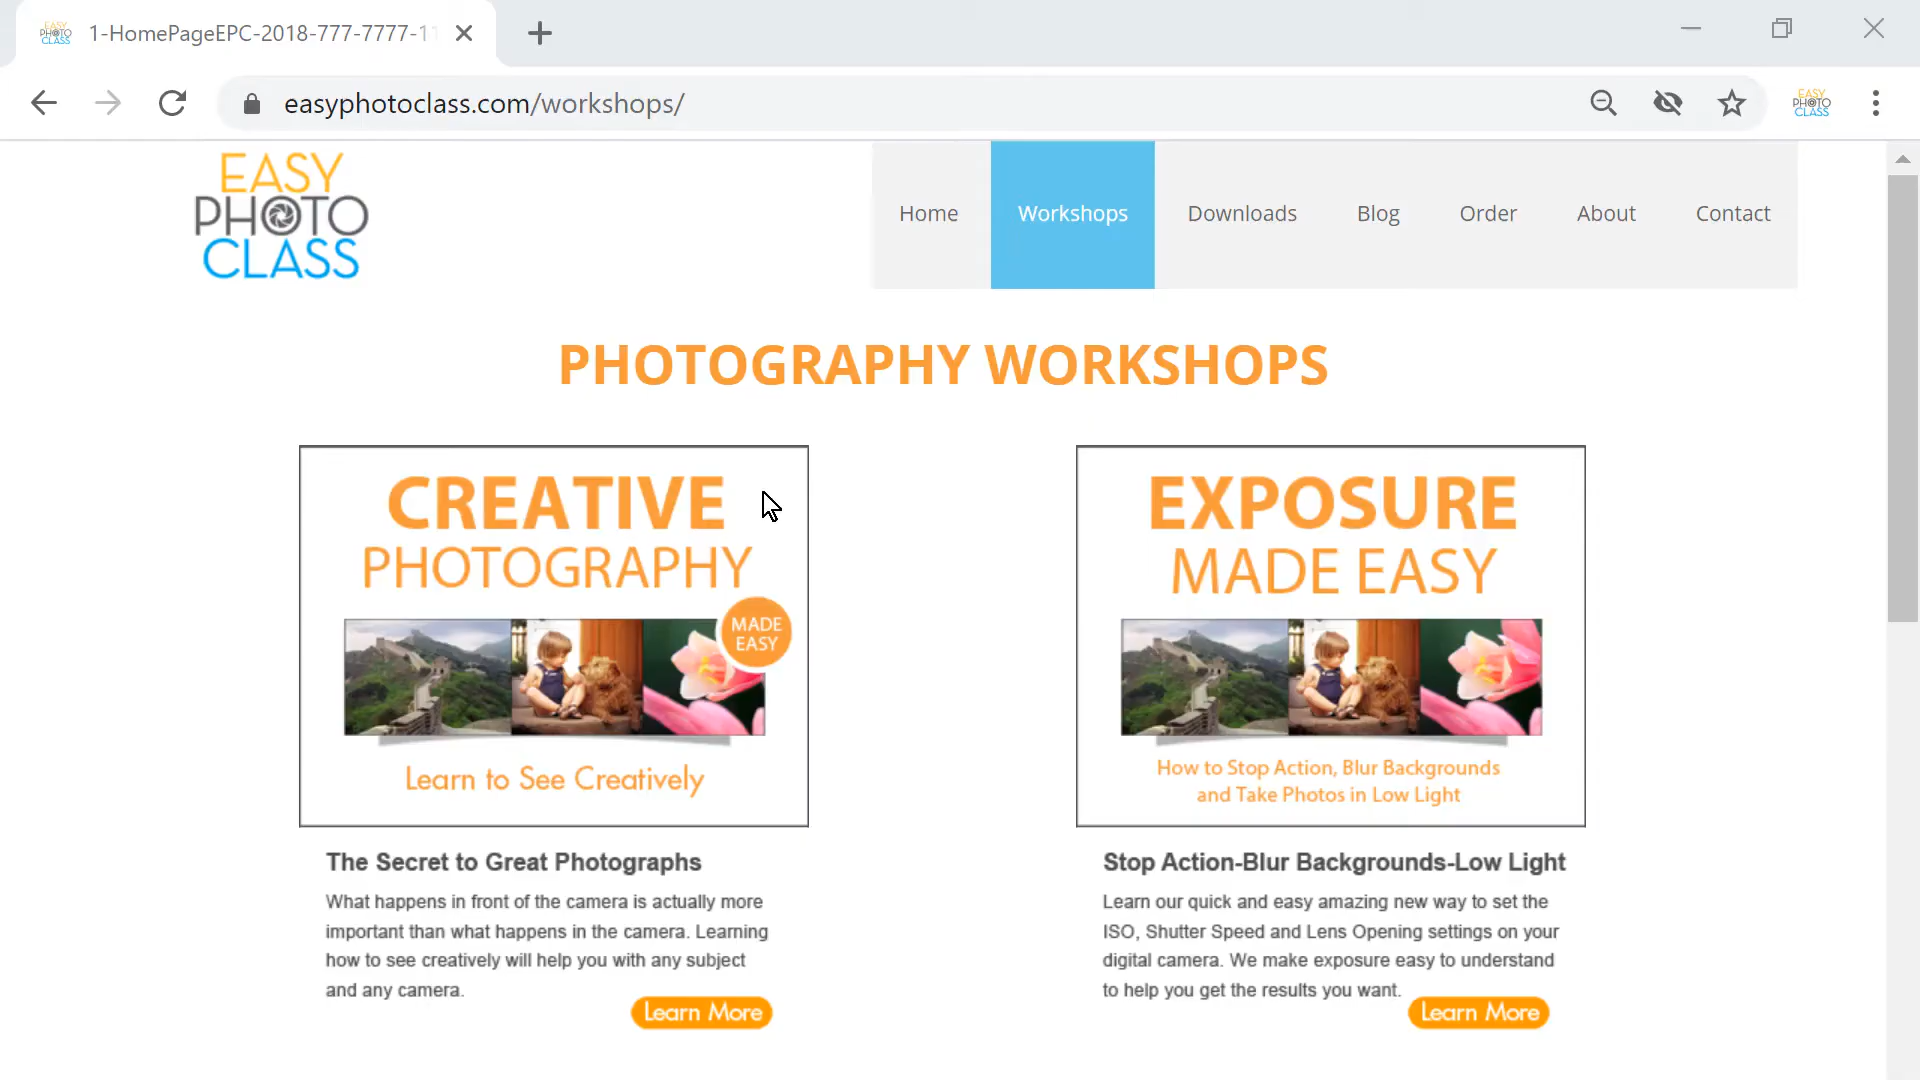 EASY
PHOTO
CLASS
1-HomePageEPC-2018-777-7777-1
easyphotoclass.com/workshops/
EASY
PHOTO
CLASS
EASY
PHOTO
CLASS
Home
Workshops
Downloads
Blog
Order
About
Contact
PHOTOGRAPHY WORKSHOPS
CREATIVE
PHOTOGRAPHY
MADE
EASY
Learn to See Creatively
The Secret to Great Photographs
What happens in front of the camera is actually more
important than what happens in the camera. Learning
how to see creatively will help you with any subject
and any camera.
Learn More
EXPOSURE
MADE EASY
How to Stop Action, Blur Backgrounds
and Take Photos in Low Light
Stop Action-Blur Backgrounds-Low Light
Learn our quick and easy amazing new way to set the
ISO, Shutter Speed and Lens Opening settings on your
digital camera. We make exposure easy to understand
to help you get the results you want.
Learn More